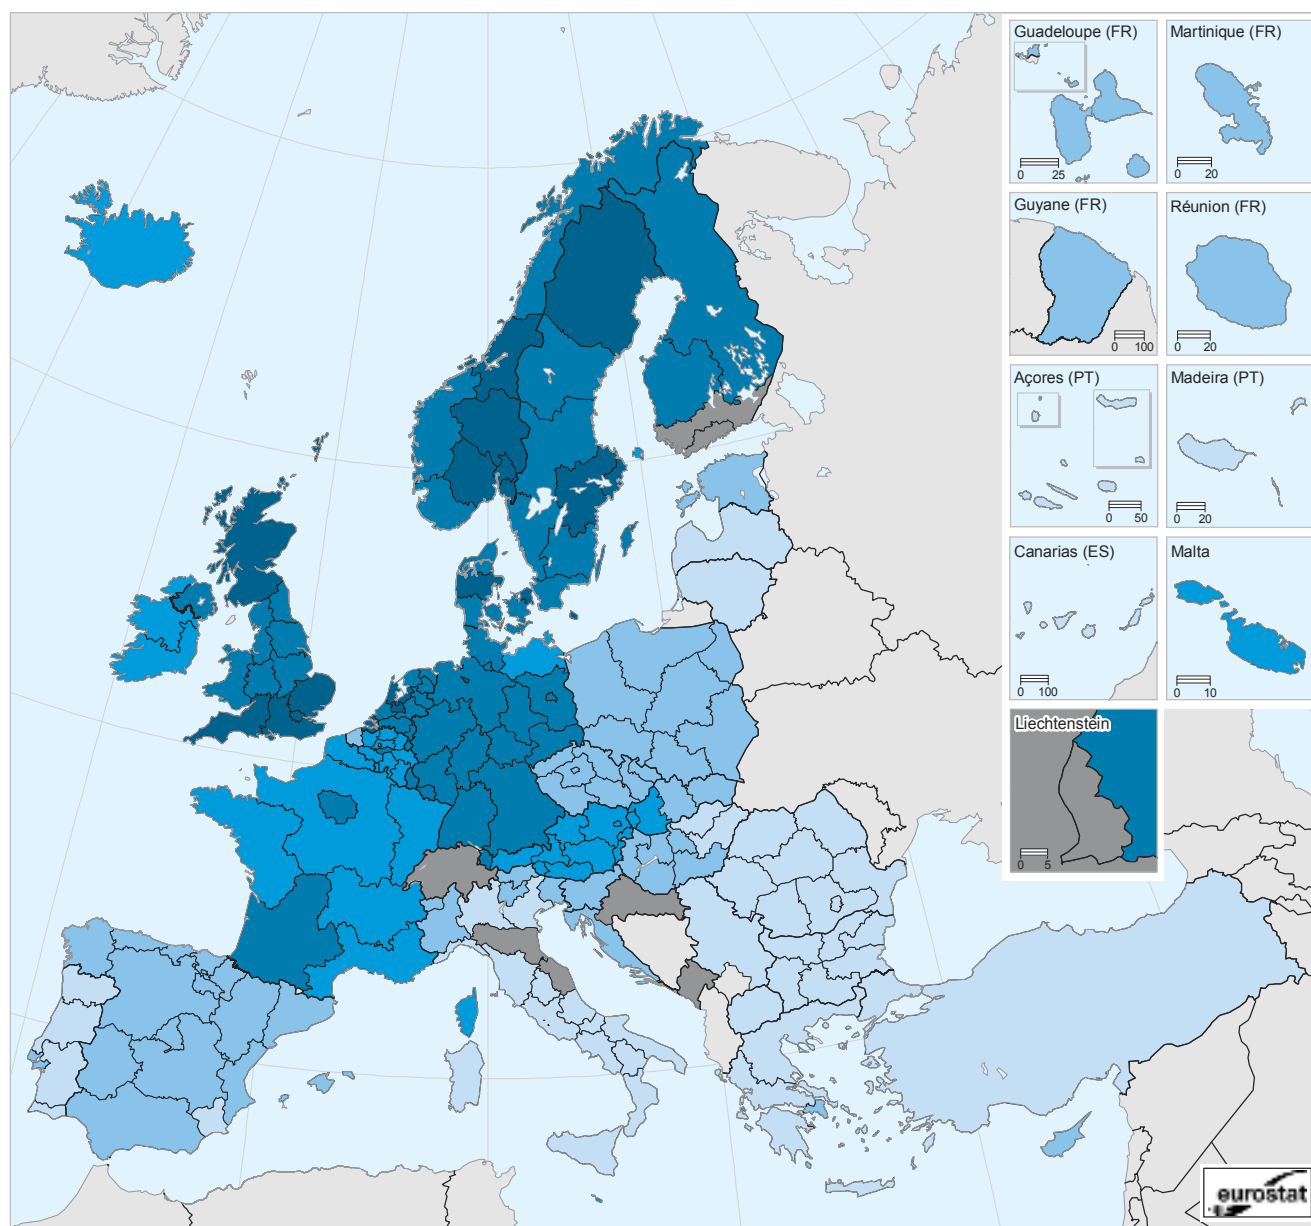 Guadeloupe (FR)
0 25
Martinique (FR)
0 20
Guyane (FR)
0 100
Réunion (FR)
0 20
Açores (PT)
0 50
Madeira (PT)
0 20
Canarias (ES)
0 100
Malta
0 10
Liechtenstein
0 5
eurostat